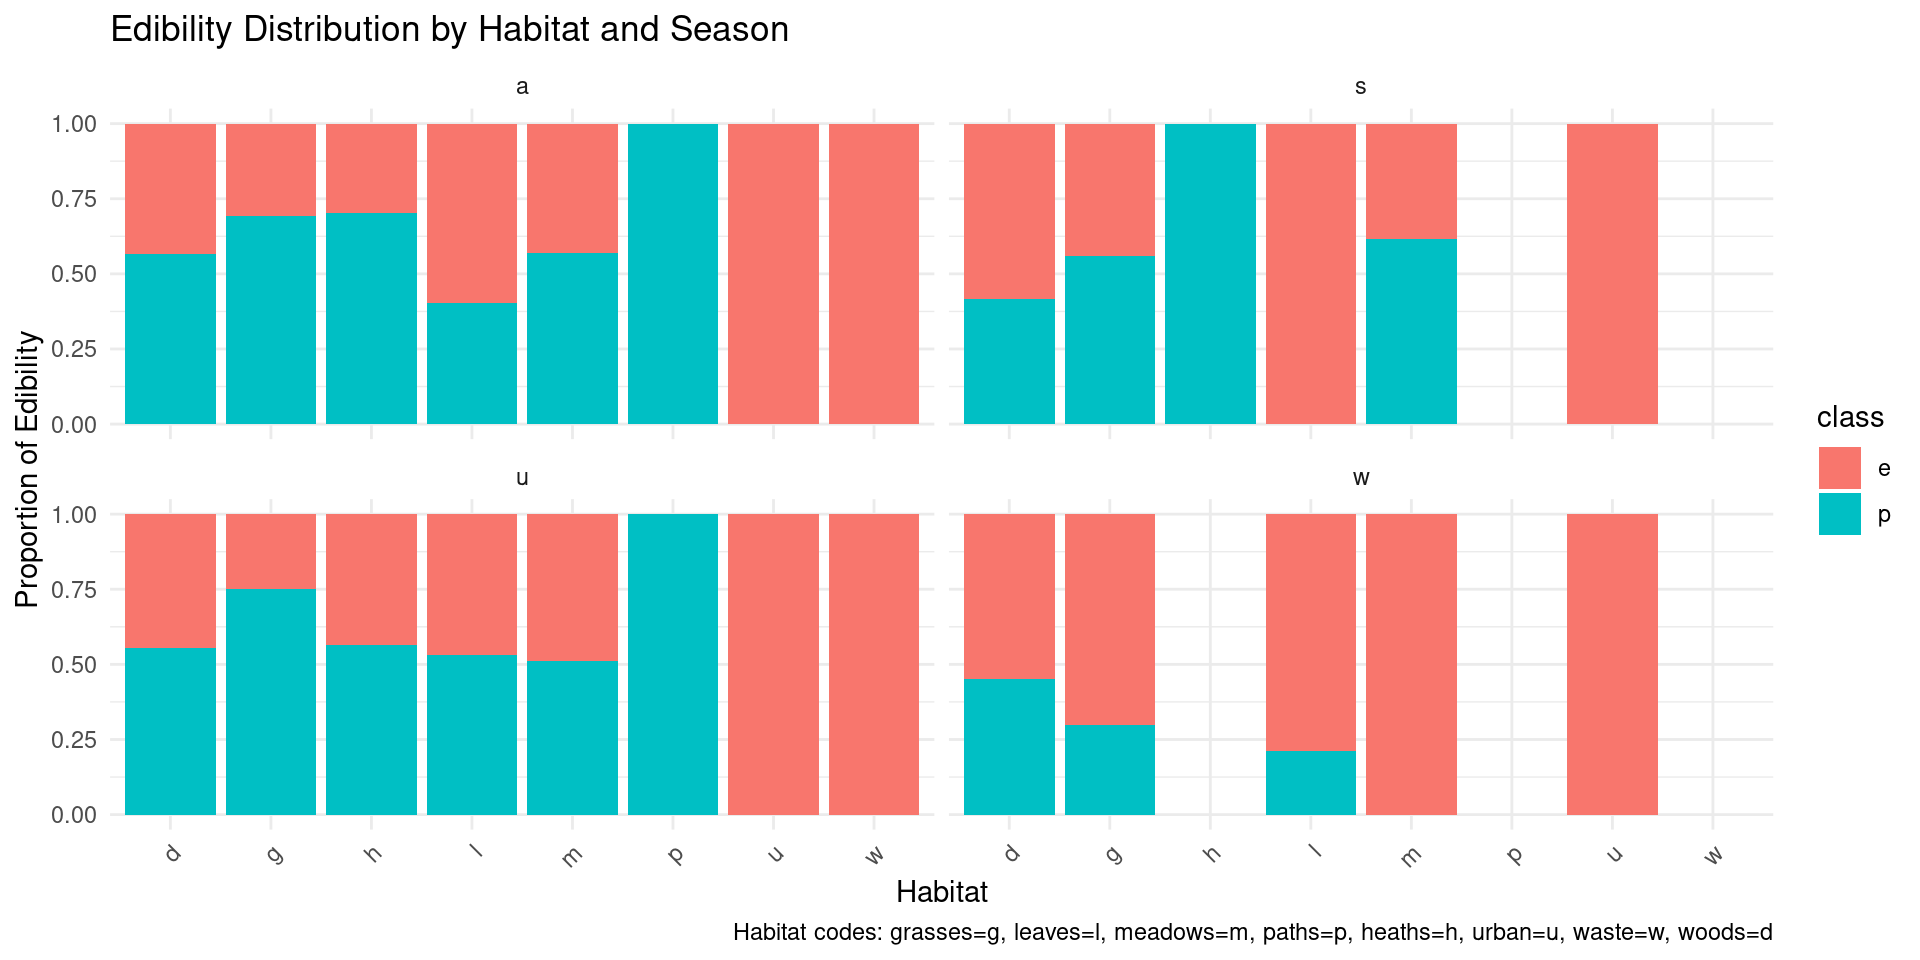 Edibility Distribution by Habitat and Season
a
s
1.00
0.75
0.50
0.25
0.00
u
w
1.00
0.75
0.50
0.25
0.00
Proportion of Edibility
d g h l m p u w
d g h l m p u w
Habitat
class
e
p
Habitat codes: grasses=g, leaves=l, meadows=m, paths=p, heaths=h, urban=u, waste=w, woods=d